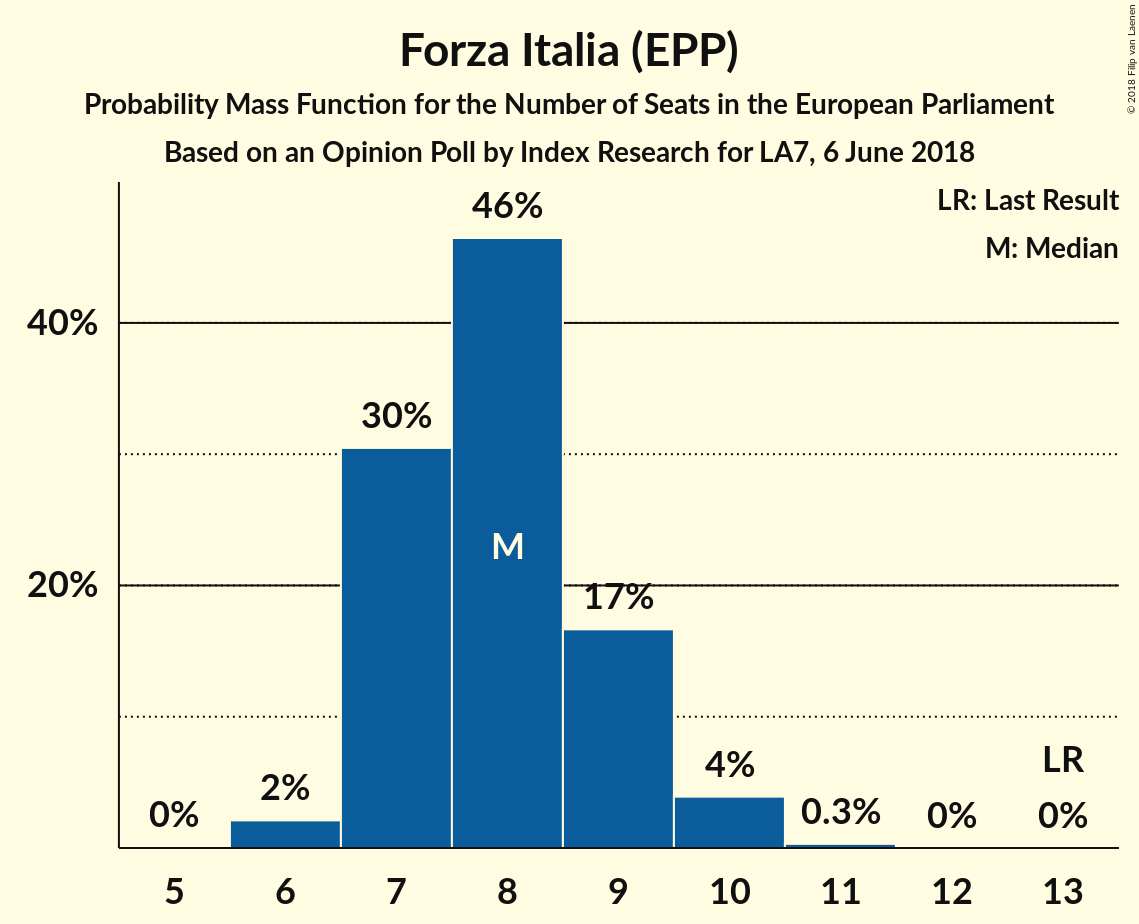 Forza Italia (EPP)
Probability Mass Function for the Number of Seats in the European Parliament
Based on an Opinion Poll by Index Research for LA7, 6 June 2018
© 2018 Filip van Laenen
LR: Last Result
M: Median
46%
40%
30%
M
20%
17%
LR
4%
2%
0.3%
0%
0%
0%
5 6 7 8 9 10 11 12 13